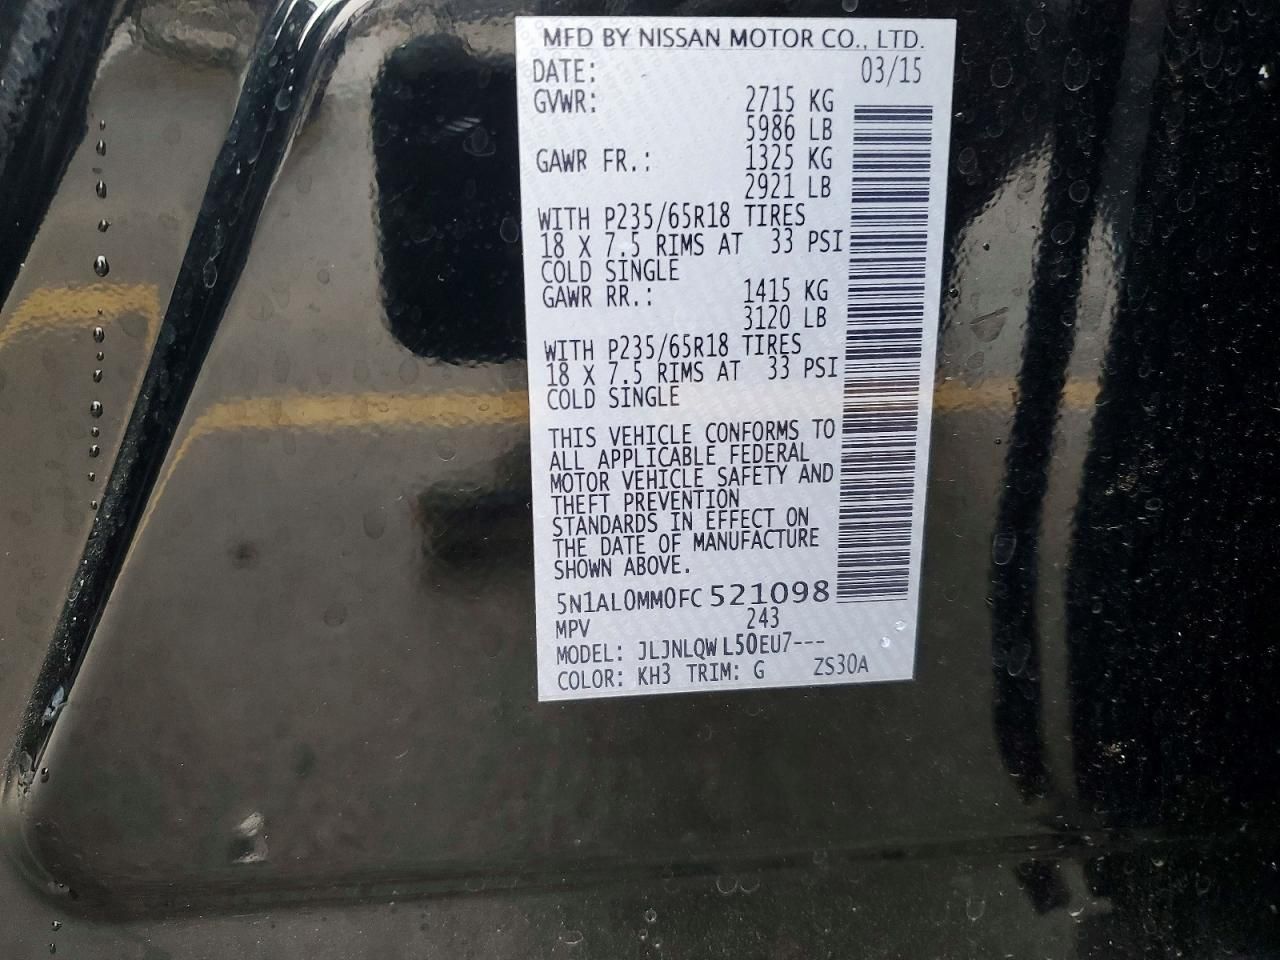 MFD BY NISSAN MOTOR CO., LTD.
DATE: 03/15
GVWR: 2715 KG
5986 LB
GAWR FR.: 1325 KG
2921 LB
WITH P235/65R18 TIRES
18 X 7.5 RIMS AT 33 PSI
COLD SINGLE
GAWR RR.: 1415 KG
3120 LB
WITH P235/65R18 TIRES
18 X 7.5 RIMS AT 33 PSI
COLD SINGLE
THIS VEHICLE CONFORMS TO
ALL APPLICABLE FEDERAL
MOTOR VEHICLE SAFETY AND
THEFT PREVENTION
STANDARDS IN EFFECT ON
THE DATE OF MANUFACTURE
SHOWN ABOVE.
5N1AL0MM0FC 521098
MPV 243
MODEL: JLJNLQW L50EU7---
COLOR: KH3 TRIM: G ZS30A